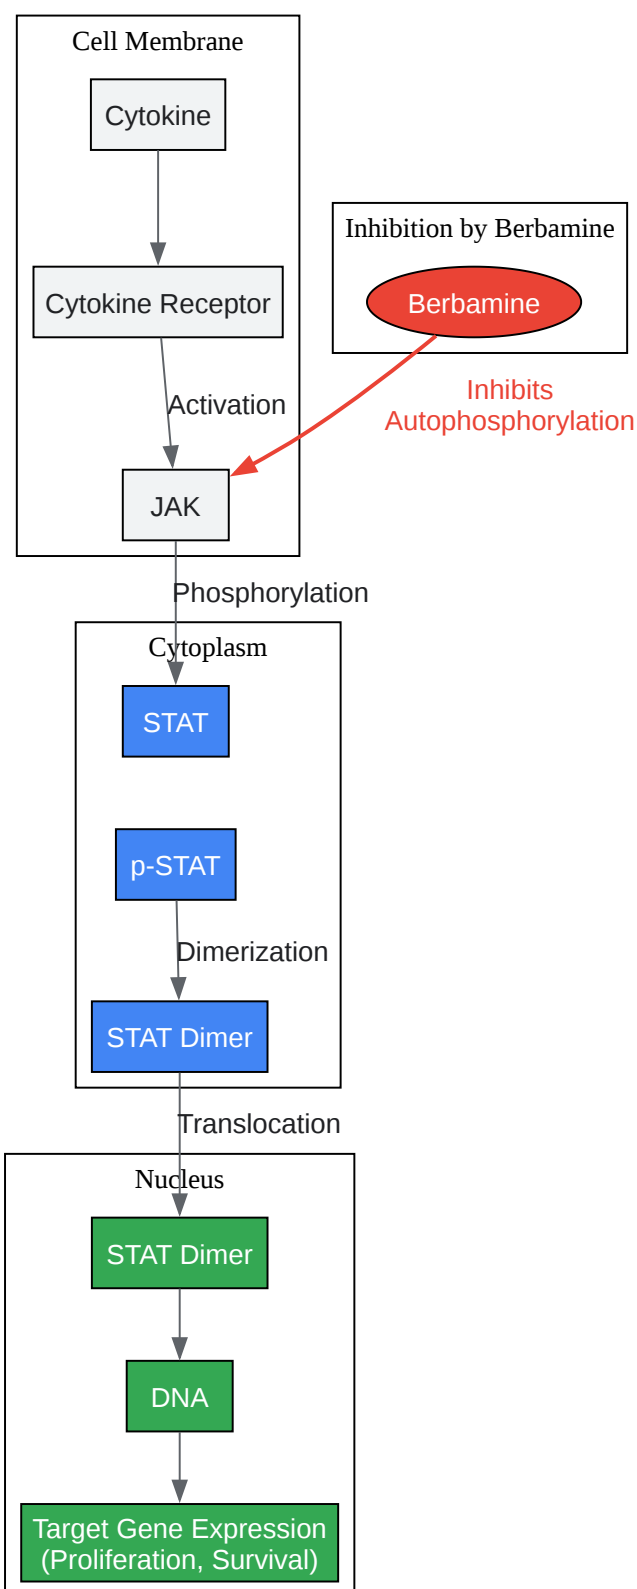 Cell Membrane
Cytokine
Inhibition by Berbamine
Cytokine Receptor
Berbamine
Activation
Inhibits
Autophosphorylation
JAK
Phosphorylation
Cytoplasm
STAT
p-STAT
Dimerization
STAT Dimer
Translocation
Nucleus
STAT Dimer
DNA
Target Gene Expression
(Proliferation, Survival)